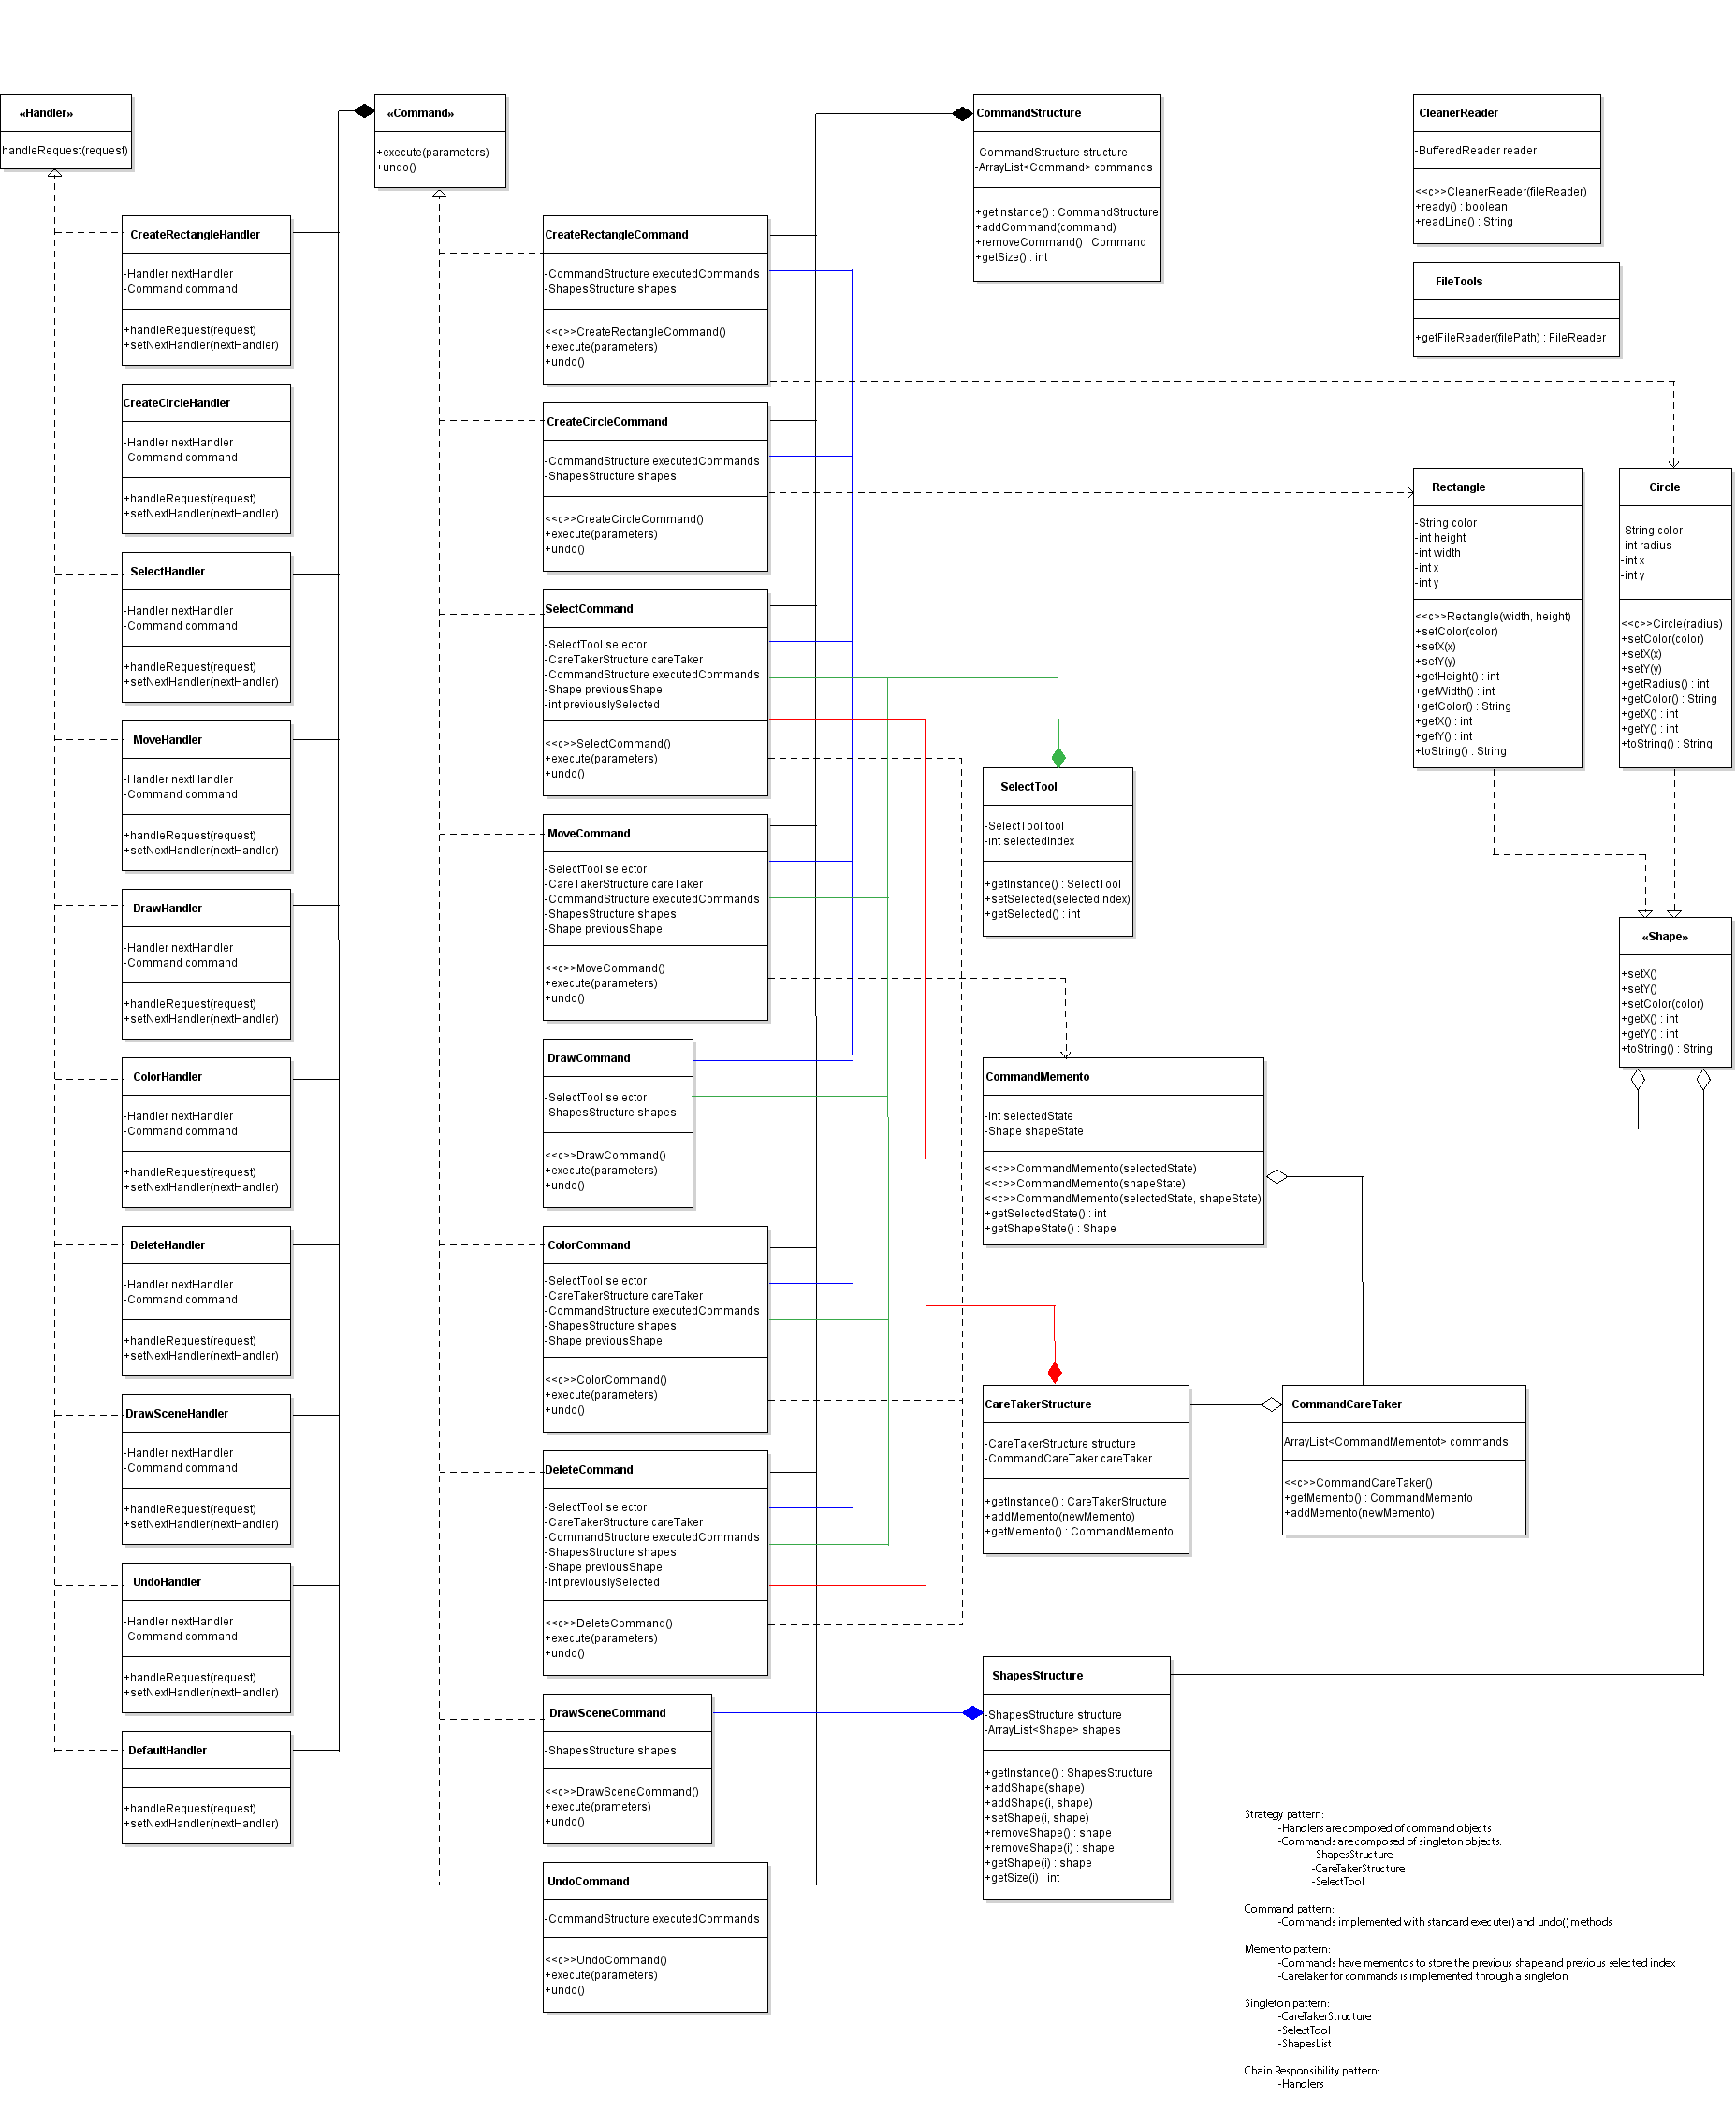 «Handler»
handleRequest(request)
CreateRectangleHandler
-Handler nextHandler
-Command command
+handleRequest(request)
+setNextHandler(nextHandler)
CreateCircleHandler
-Handler nextHandler
-Command command
+handleRequest(request)
+setNextHandler(nextHandler)
SelectHandler
-Handler nextHandler
-Command command
+handleRequest(request)
+setNextHandler(nextHandler)
MoveHandler
-Handler nextHandler
-Command command
+handleRequest(request)
+setNextHandler(nextHandler)
DrawHandler
-Handler nextHandler
-Command command
+handleRequest(request)
+setNextHandler(nextHandler)
ColorHandler
-Handler nextHandler
-Command command
+handleRequest(request)
+setNextHandler(nextHandler)
DeleteHandler
-Handler nextHandler
-Command command
+handleRequest(request)
+setNextHandler(nextHandler)
DrawSceneHandler
-Handler nextHandler
-Command command
+handleRequest(request)
+setNextHandler(nextHandler)
UndoHandler
-Handler nextHandler
-Command command
+handleRequest(request)
+setNextHandler(nextHandler)
DefaultHandler
+handleRequest(request)
+setNextHandler(nextHandler)
«Command»
+execute(parameters)
+undo()
CreateRectangleCommand
-CommandStructure executedCommands
-ShapesStructure shapes
<<c>>CreateRectangleCommand()
+execute(parameters)
+undo()
CreateCircleCommand
-CommandStructure executedCommands
-ShapesStructure shapes
<<c>>CreateCircleCommand()
+execute(parameters)
+undo()
SelectCommand
-SelectTool selector
-CareTakerStructure careTaker
-CommandStructure executedCommands
-Shape previousShape
-int previouslySelected
<<c>>SelectCommand()
+execute(parameters)
+undo()
MoveCommand
-SelectTool selector
-CareTakerStructure careTaker
-CommandStructure executedCommands
-ShapesStructure shapes
-Shape previousShape
<<c>>MoveCommand()
+execute(parameters)
+undo()
DrawCommand
-SelectTool selector
-ShapesStructure shapes
<<c>>DrawCommand()
+execute(parameters)
+undo()
ColorCommand
-SelectTool selector
-CareTakerStructure careTaker
-CommandStructure executedCommands
-ShapesStructure shapes
-Shape previousShape
<<c>>ColorCommand()
+execute(parameters)
+undo()
DeleteCommand
-SelectTool selector
-CareTakerStructure careTaker
-CommandStructure executedCommands
-ShapesStructure shapes
-Shape previousShape
-int previouslySelected
<<c>>DeleteCommand()
+execute(parameters)
+undo()
DrawSceneCommand
-ShapesStructure shapes
<<c>>DrawSceneCommand()
+execute(prameters)
+undo()
UndoCommand
-CommandStructure executedCommands
<<c>>UndoCommand()
+execute(parameters)
+undo()
CommandStructure
-CommandStructure structure
-ArrayList<Command> commands
+getInstance() : CommandStructure
+addCommand(command)
+removeCommand() : Command
+getSize() : int
SelectTool
-SelectTool tool
-int selectedIndex
+getInstance() : SelectTool
+setSelected(selectedIndex)
+getSelected() : int
CommandMemento
-int selectedState
-Shape shapeState
<<c>>CommandMemento(selectedState)
<<c>>CommandMemento(shapeState)
<<c>>CommandMemento(selectedState, shapeState)
+getSelectedState() : int
+getShapeState() : Shape
CareTakerStructure
-CareTakerStructure structure
-CommandCareTaker careTaker
+getInstance() : CareTakerStructure
+addMemento(newMemento)
+getMemento() : CommandMemento
CommandCareTaker
ArrayList<CommandMementot> commands
<<c>>CommandCareTaker()
+getMemento() : CommandMemento
+addMemento(newMemento)
ShapesStructure
-ShapesStructure structure
-ArrayList<Shape> shapes
+getInstance() : ShapesStructure
+addShape(shape)
+addShape(i, shape)
+setShape(i, shape)
+removeShape() : shape
+removeShape(i) : shape
+getShape(i) : shape
+getSize(i) : int
CleanerReader
-BufferedReader reader
<<c>>CleanerReader(fileReader)
+ready() : boolean
+readLine() : String
FileTools
+getFileReader(filePath) : FileReader
Rectangle
-String color
-int height
-int width
-int x
-int y
<<c>>Rectangle(width, height)
+setColor(color)
+setX(x)
+setY(y)
+getHeight() : int
+getWidth() : int
+getColor() : String
+getX() : int
+getY() : int
+toString() : String
Circle
-String color
-int radius
-int x
-int y
<<c>>Circle(radius)
+setColor(color)
+setX(x)
+setY(y)
+getRadius() : int
+getColor() : String
+getX() : int
+getY() : int
+toString() : String
«Shape»
+setX()
+setY()
+setColor(color)
+getX() : int
+getY() : int
+toString() : String
Strategy pattern:
-Handlers are composed of command objects
-Commands are composed of singleton objects:
-ShapesStructure
-CareTakerStructure
-SelectTool
Command pattern:
-Commands implemented with standard execute() and undo() methods
Memento pattern:
-Commands have mementos to store the previous shape and previous selected index
-CareTaker for commands is implemented through a singleton
Singleton pattern:
-CareTakerStructure
-SelectTool
-ShapesList
Chain Responsibility pattern:
-Handlers